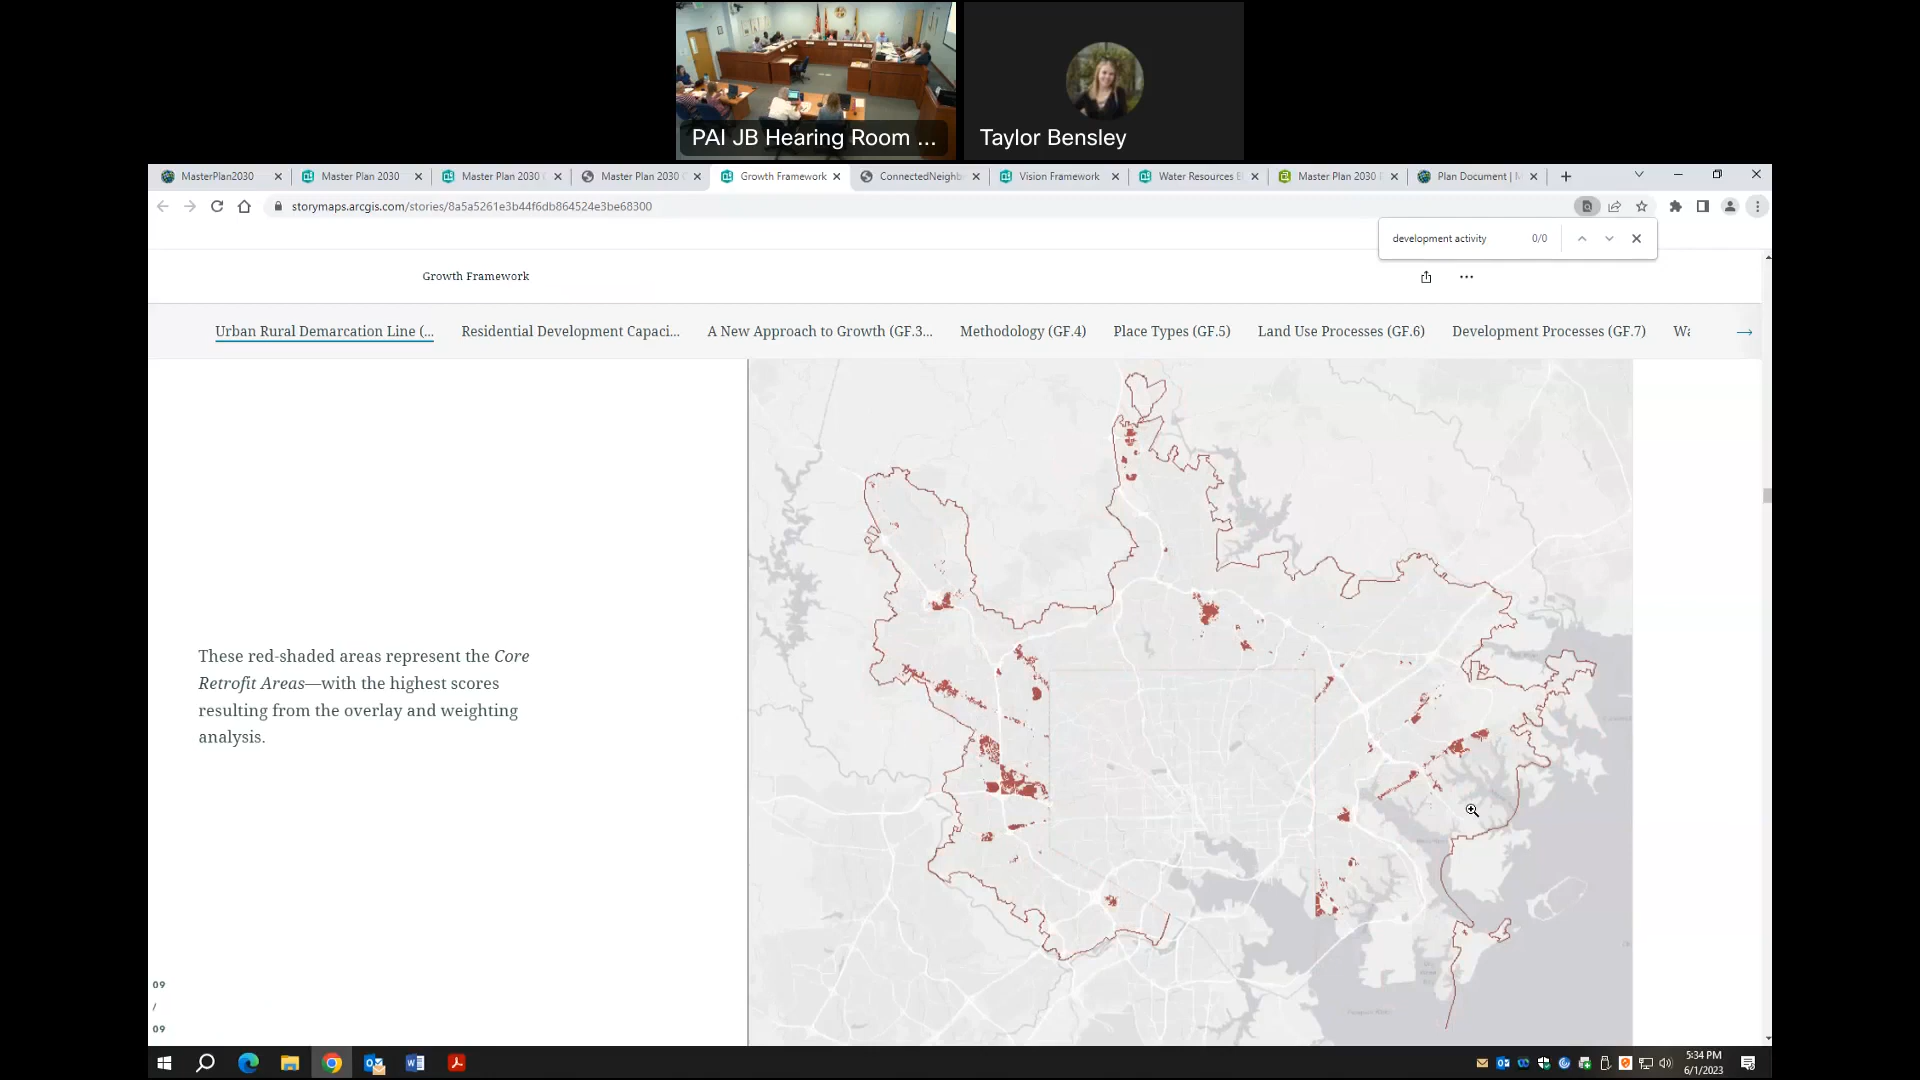 PAI JB Hearing Room ...
Taylor Bensley
MasterPlan2030
Master Plan 2030
Master Plan 2030
Master Plan 2030
Growth Framework
ConnectedNeighb
Vision Framework
Water Resources E
Master Plan 2030
Plan Document |
storymaps.arcgis.com/stories/8a5a5261e3b44f6db864524e3be68300
development activity 0/0
Growth Framework
Urban Rural Demarcation Line (...
Residential Development Capaci...
A New Approach to Growth (GF.3...
Methodology (GF.4)
Place Types (GF.5)
Land Use Processes (GF.6)
Development Processes (GF.7)
Wa
These red-shaded areas represent the Core
Retrofit Areas—with the highest scores
resulting from the overlay and weighting
analysis.
09
/
09
5:34 PM
6/1/2023